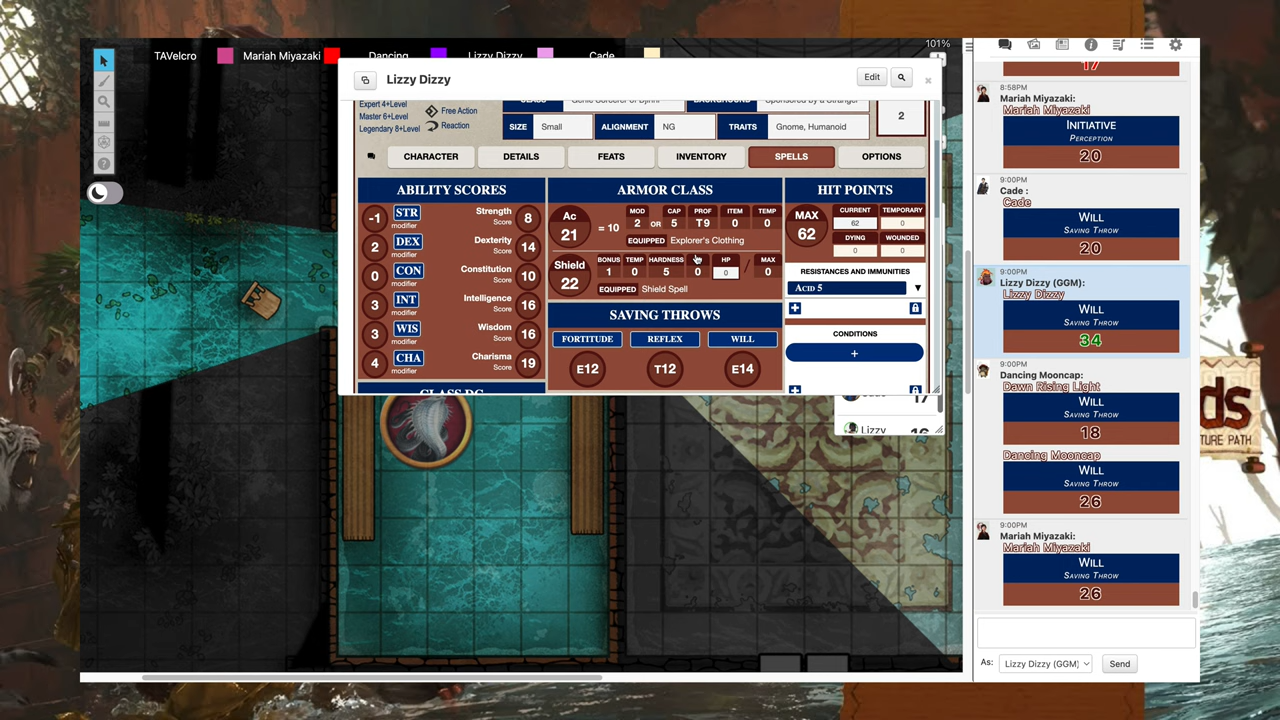 TAVelcro
Mariah Miyazaki
Dancing
Lizzy Dizzy
Cade
101%
Lizzy Dizzy
Edit
Expert 4+Level
Master 6+Level
Legendary 8+Level
Free Action
Reaction
2
SIZE
Small
ALIGNMENT
NG
TRAITS
Gnome, Humanoid
CHARACTER
DETAILS
FEATS
INVENTORY
SPELLS
OPTIONS
ABILITY SCORES
-1 STR modifier Strength Score 8
2 DEX modifier Dexterity Score 14
0 CON modifier Constitution Score 10
3 INT modifier Intelligence Score 16
3 WIS modifier Wisdom Score 16
4 CHA modifier Charisma Score 19
ARMOR CLASS
MOD CAP PROF ITEM TEMP
Ac 21 = 10 2 OR 5 T9 0 0
EQUIPPED Explorer's Clothing
BONUS TEMP HARDNESS HP MAX
Shield 22 1 0 5 0 0 / 0
EQUIPPED Shield Spell
SAVING THROWS
FORTITUDE REFLEX WILL
E12 T12 E14
HIT POINTS
MAX 62
CURRENT TEMPORARY
62 0
DYING WOUNDED
0 0
RESISTANCES AND IMMUNITIES
Acid 5
CONDITIONS
+
Lizzy 16
17
8:58PM
Mariah Miyazaki:
Mariah Miyazaki
Initiative
Perception
20
9:00PM
Cade :
Cade
Will
Saving Throw
20
9:00PM
Lizzy Dizzy (GGM):
Lizzy Dizzy
Will
Saving Throw
34
9:00PM
Dancing Mooncap:
Dawn Rising Light
Will
Saving Throw
18
Dancing Mooncap
Will
Saving Throw
26
9:00PM
Mariah Miyazaki:
Mariah Miyazaki
Will
Saving Throw
26
As:
Lizzy Dizzy (GGM)
Send
ds
TURE PATH